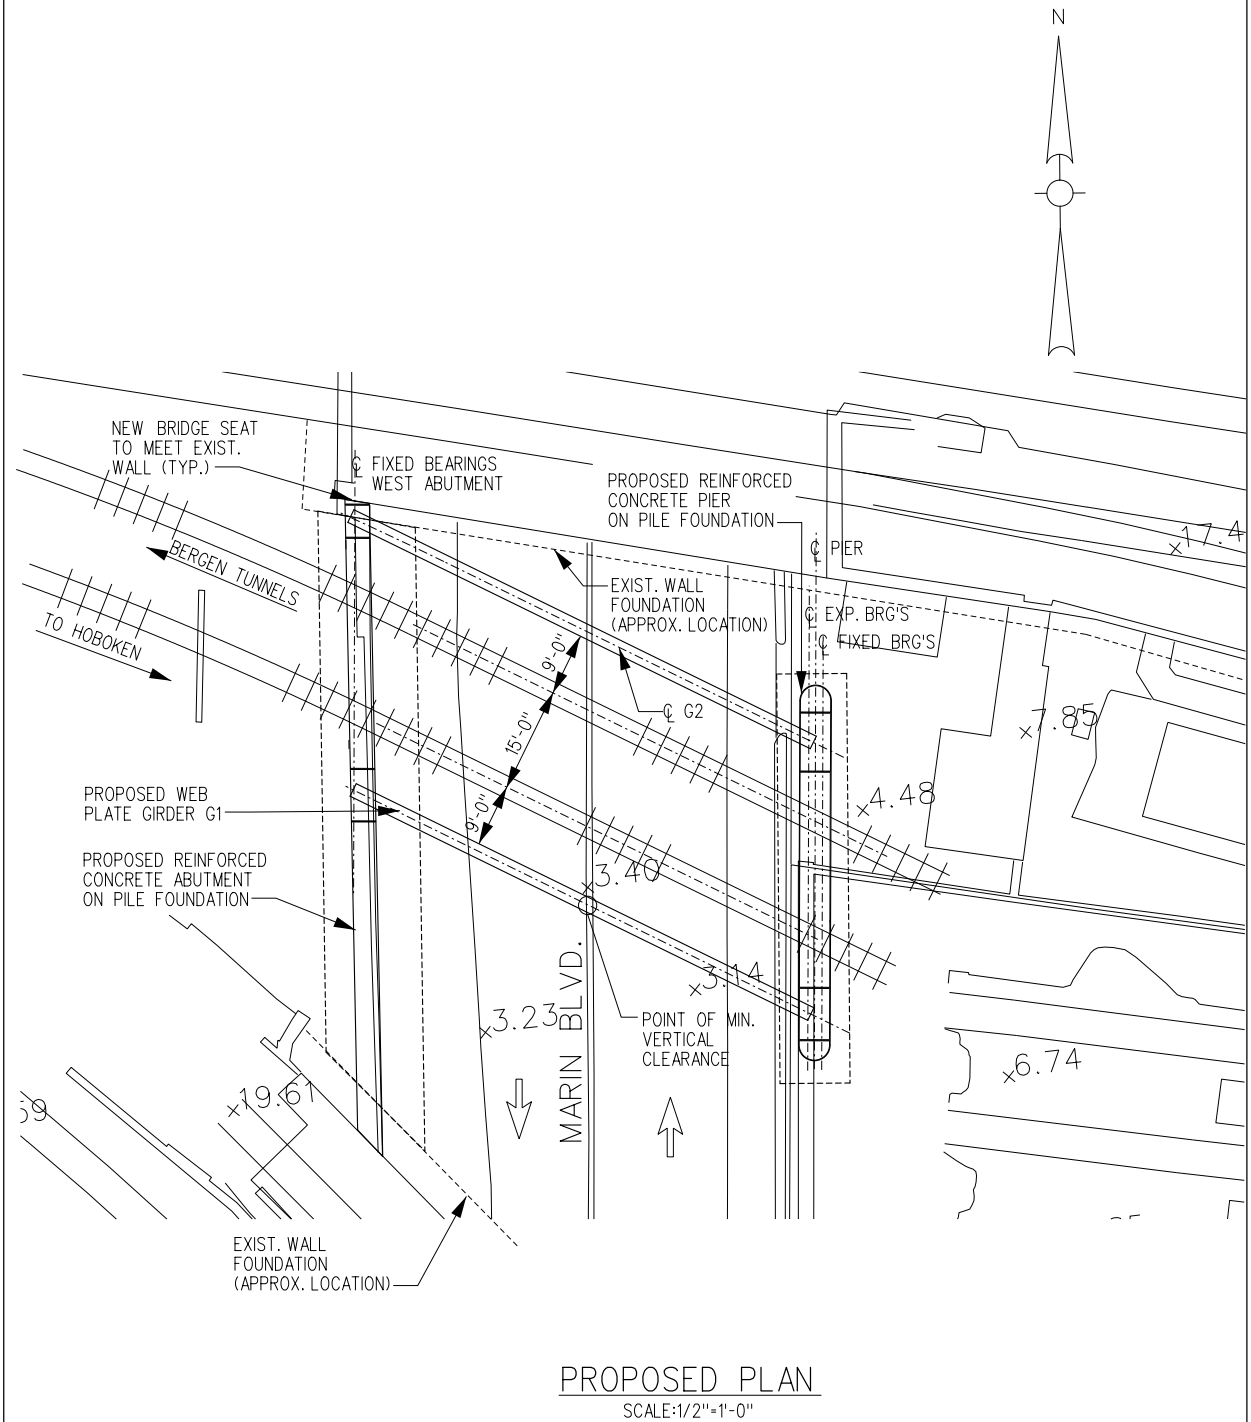 N
NEW BRIDGE SEAT
TO MEET EXIST.
WALL (TYP.)
℄ FIXED BEARINGS
WEST ABUTMENT
PROPOSED REINFORCED
CONCRETE PIER
ON PILE FOUNDATION
17.4
℄ PIER
BERGEN TUNNELS
TO HOBOKEN
EXIST. WALL
FOUNDATION
(APPROX. LOCATION)
℄ EXP. BRG'S
℄ FIXED BRG'S
9'-0"
℄ G2
15'-0"
7.85
PROPOSED WEB
PLATE GIRDER G1
9'-0"
4.48
PROPOSED REINFORCED
CONCRETE ABUTMENT
ON PILE FOUNDATION
3.40
3.14
3.23
MARIN BLVD.
POINT OF MIN.
VERTICAL
CLEARANCE
6.74
19.61
EXIST. WALL
FOUNDATION
(APPROX. LOCATION)
PROPOSED PLAN
SCALE:1/2"=1'-0"